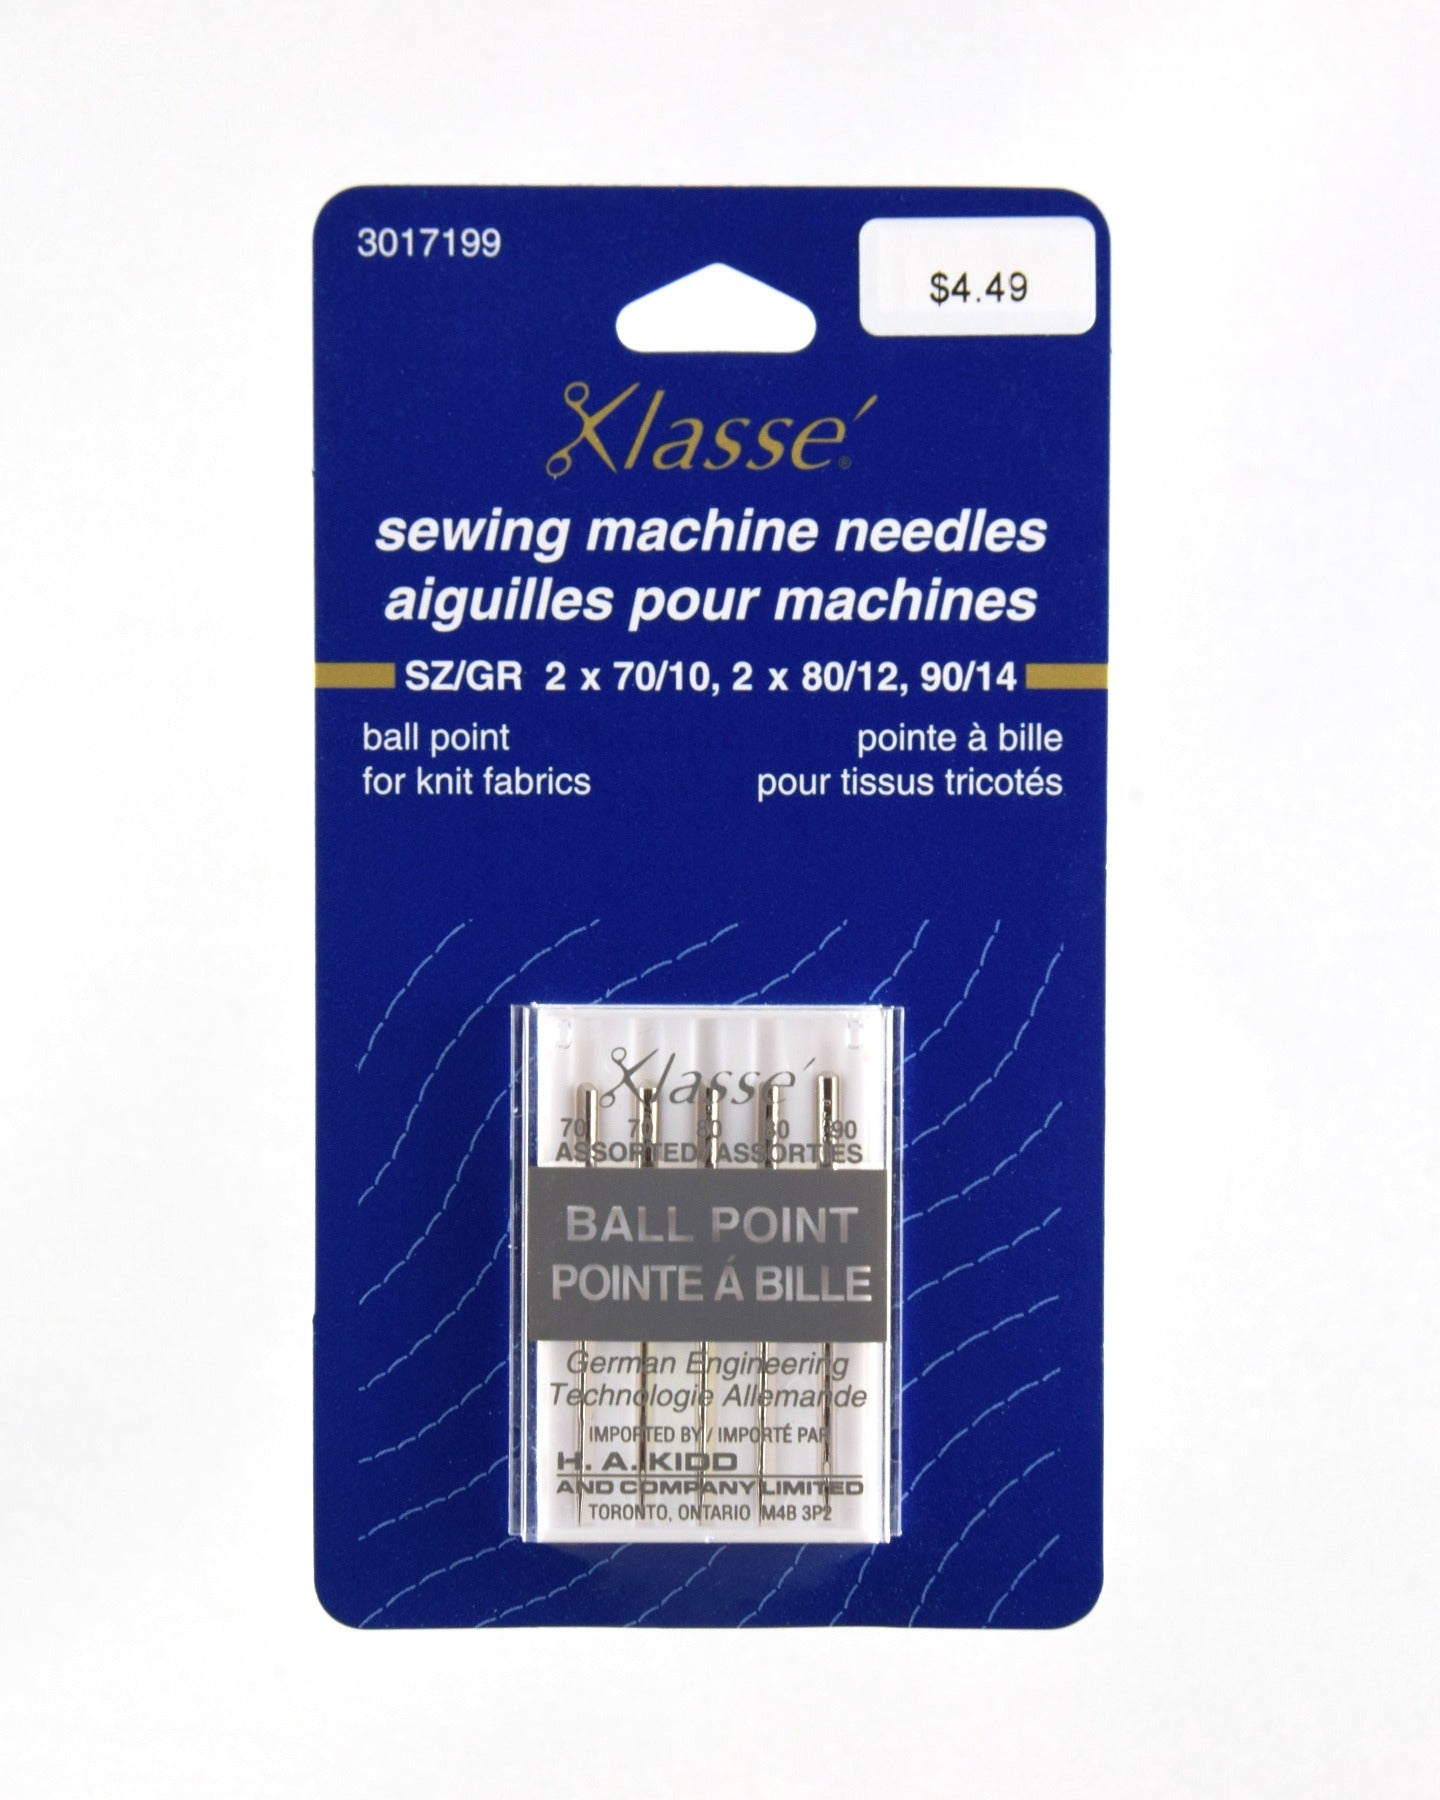 3017199
$4.49
Klassé®
sewing machine needles
aiguilles pour machines
SZ/GR 2 x 70/10, 2 x 80/12, 90/14
ball point
for knit fabrics
pointe à bille
pour tissus tricotés
Klassé
70 70 80 80 90
ASSORTED/ASSORTIES
BALL POINT
POINTE Á BILLE
German Engineering
Technologie Allemande
IMPORTED BY / IMPORTÉ PAR
H. A. KIDD
AND COMPANY LIMITED
TORONTO, ONTARIO M4B 3P2